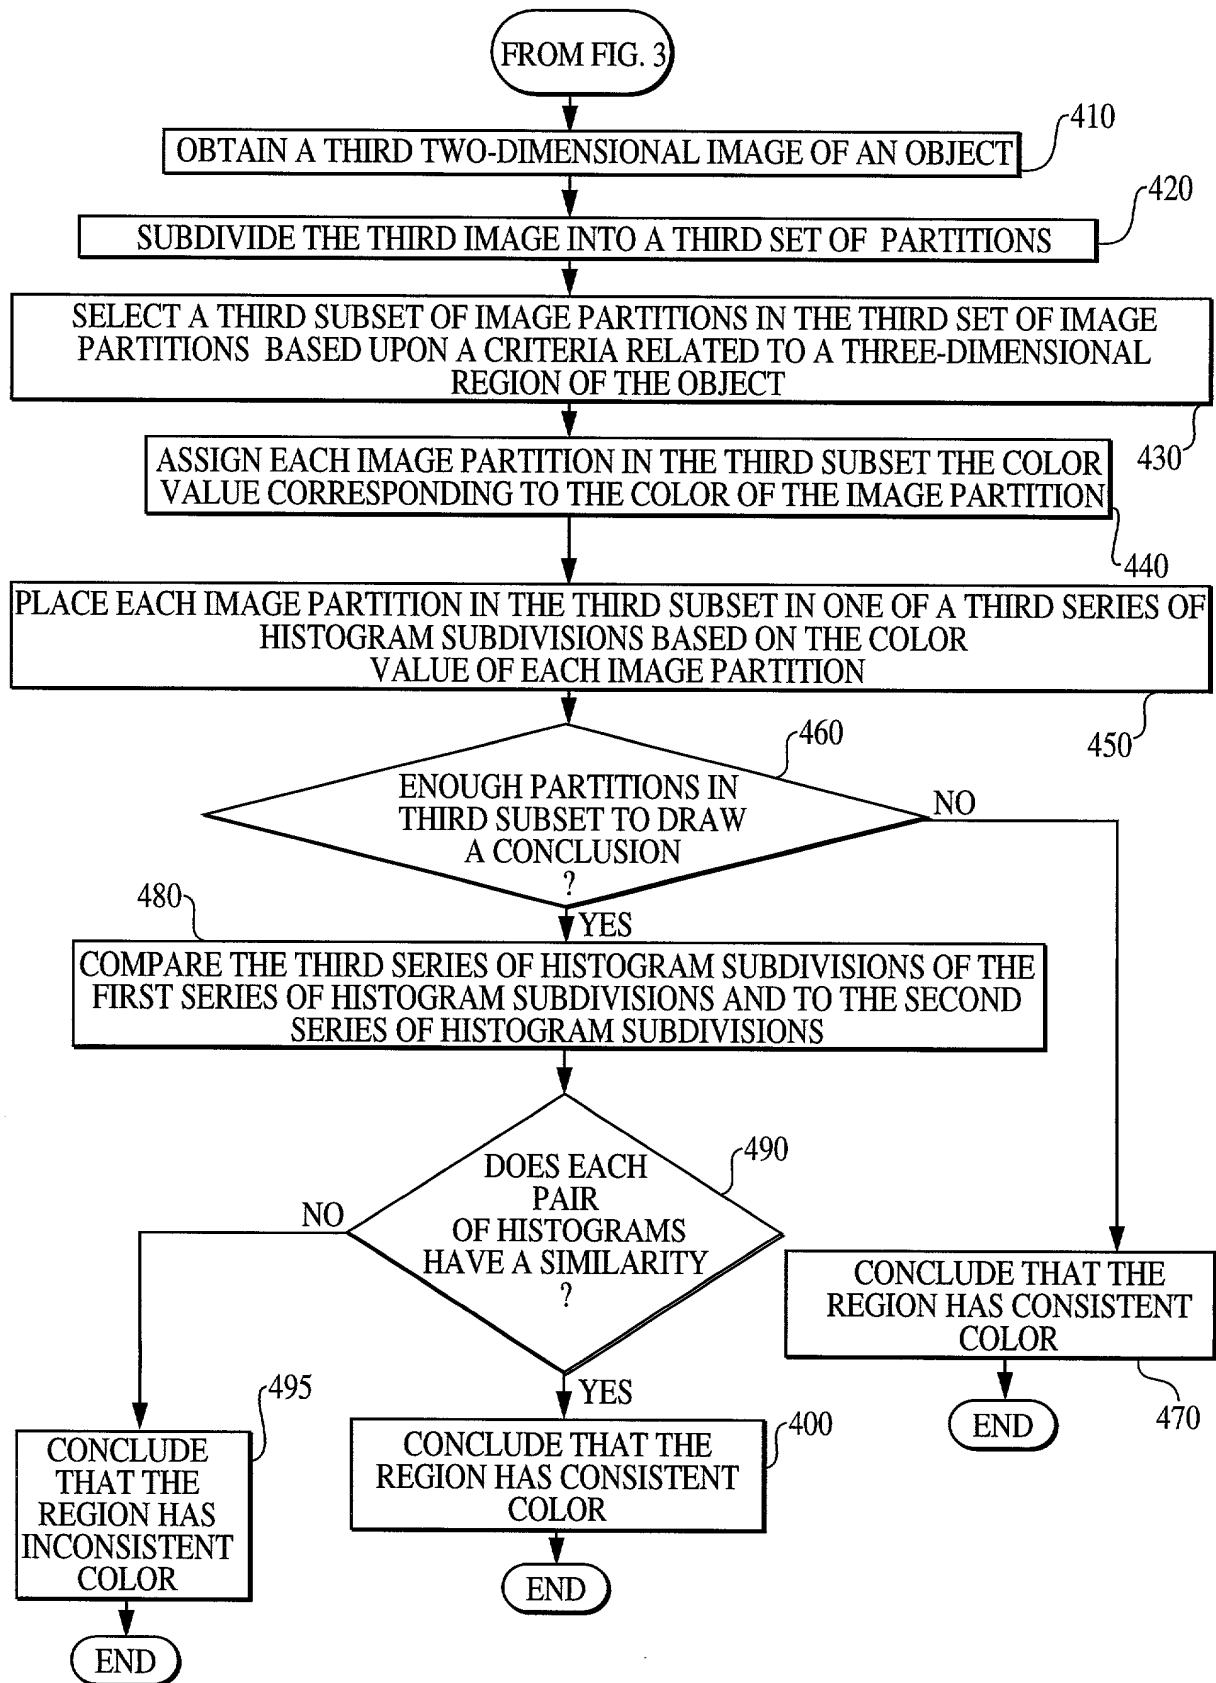 FROM FIG. 3
410
OBTAIN A THIRD TWO-DIMENSIONAL IMAGE OF AN OBJECT
420
SUBDIVIDE THE THIRD IMAGE INTO A THIRD SET OF PARTITIONS
SELECT A THIRD SUBSET OF IMAGE PARTITIONS IN THE THIRD SET OF IMAGE
PARTITIONS BASED UPON A CRITERIA RELATED TO A THREE-DIMENSIONAL
REGION OF THE OBJECT
430
ASSIGN EACH IMAGE PARTITION IN THE THIRD SUBSET THE COLOR
VALUE CORRESPONDING TO THE COLOR OF THE IMAGE PARTITION
440
PLACE EACH IMAGE PARTITION IN THE THIRD SUBSET IN ONE OF A THIRD SERIES OF
HISTOGRAM SUBDIVISIONS BASED ON THE COLOR
VALUE OF EACH IMAGE PARTITION
450
460
ENOUGH PARTITIONS IN
THIRD SUBSET TO DRAW
A CONCLUSION
?
NO
YES
480
COMPARE THE THIRD SERIES OF HISTOGRAM SUBDIVISIONS OF THE
FIRST SERIES OF HISTOGRAM SUBDIVISIONS AND TO THE SECOND
SERIES OF HISTOGRAM SUBDIVISIONS
490
DOES EACH
PAIR
OF HISTOGRAMS
HAVE A SIMILARITY
?
NO
YES
CONCLUDE THAT THE
REGION HAS CONSISTENT
COLOR
470
END
495
CONCLUDE
THAT THE
REGION HAS
INCONSISTENT
COLOR
END
400
CONCLUDE THAT THE
REGION HAS CONSISTENT
COLOR
END